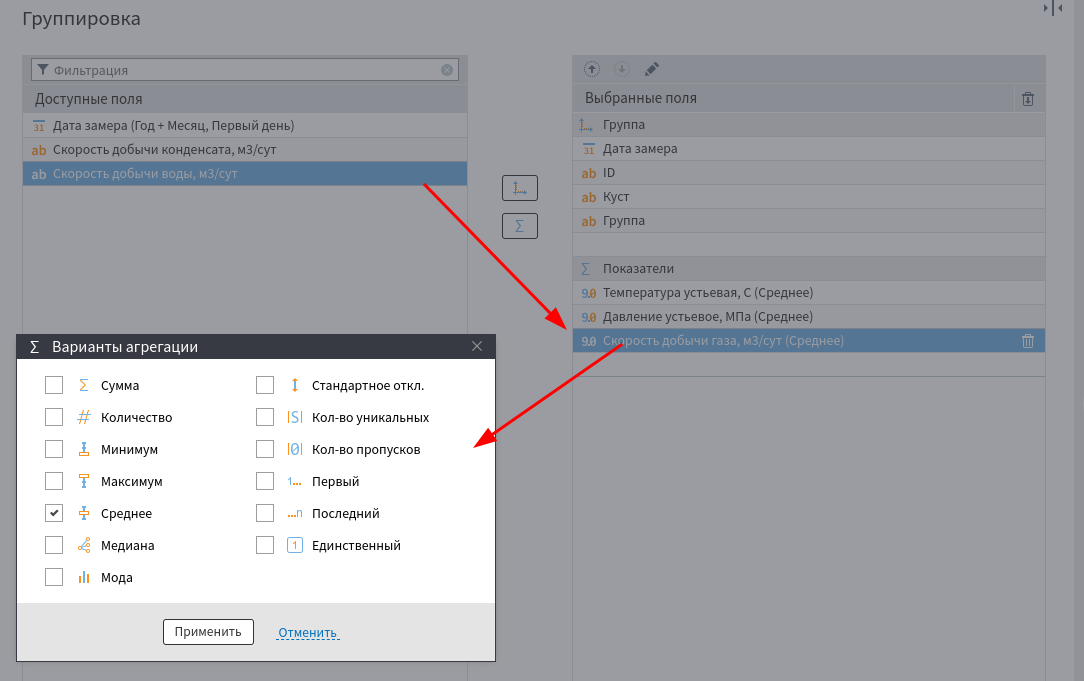 Группировка
Фильтрация
Доступные поля
31 Дата замера (Год + Месяц, Первый день)
ab Скорость добычи конденсата, м3/сут
ab Скорость добычи воды, м3/сут
Σ
Выбранные поля
Группа
31 Дата замера
ab ID
ab Куст
ab Группа
Σ Показатели
9.0 Температура устьевая, С (Среднее)
9.0 Давление устьевое, МПа (Среднее)
9.0 Скорость добычи газа, м3/сут (Среднее)
Σ Варианты агрегации
Σ Сумма
# Количество
Минимум
Максимум
Среднее
Медиана
Мода
Стандартное откл.
|S| Кол-во уникальных
|0| Кол-во пропусков
1... Первый
...n Последний
1 Единственный
Применить
Отменить